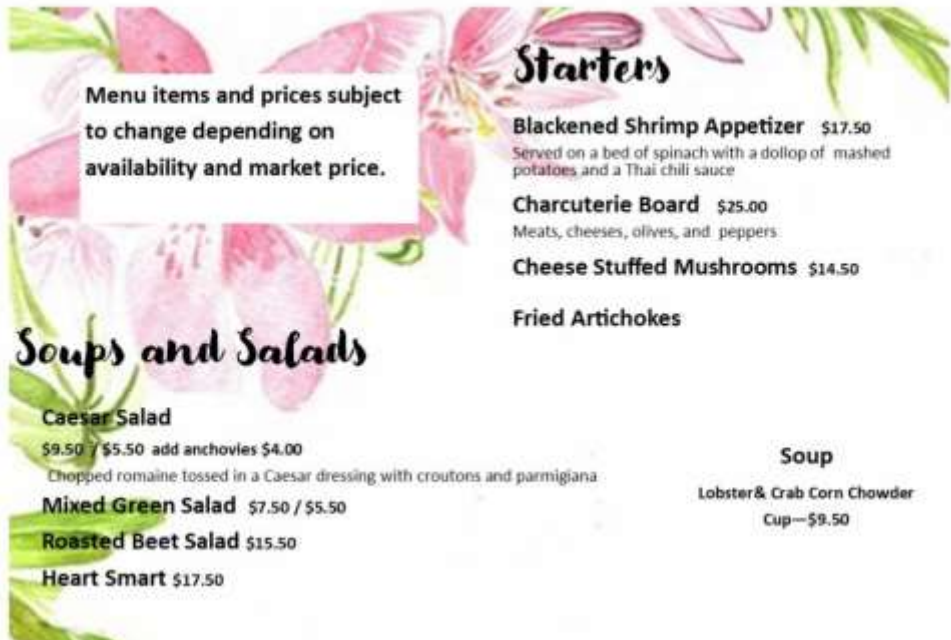 Menu items and prices subject
to change depending on
availability and market price.
Starters
Blackened Shrimp Appetizer $17.50
Served on a bed of spinach with a dollop of mashed
potatoes and a Thai chili sauce
Charcuterie Board $25.00
Meats, cheeses, olives, and peppers
Cheese Stuffed Mushrooms $14.50
Fried Artichokes
Soups and Salads
Caesar Salad
$9.50 / $5.50 add anchovies $4.00
Chopped romaine tossed in a Caesar dressing with croutons and parmigiana
Mixed Green Salad $7.50 / $5.50
Roasted Beet Salad $15.50
Heart Smart $17.50
Soup
Lobster& Crab Corn Chowder
Cup—$9.50